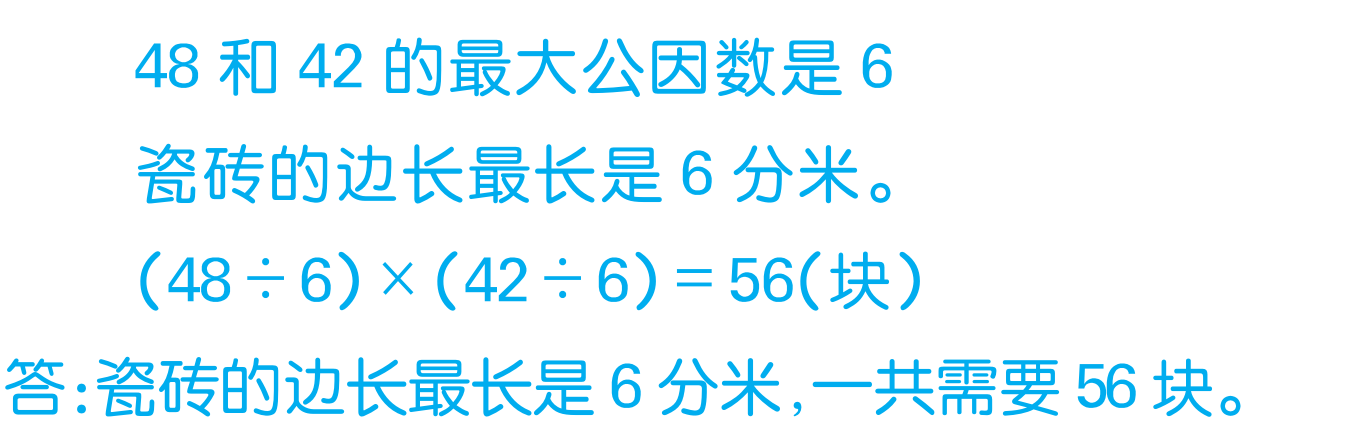 48 和 42 的最大公因数是 6
瓷砖的边长最长是 6 分米。
(48÷6)×(42÷6)=56(块)
答:瓷砖的边长最长是 6 分米,一共需要 56 块。